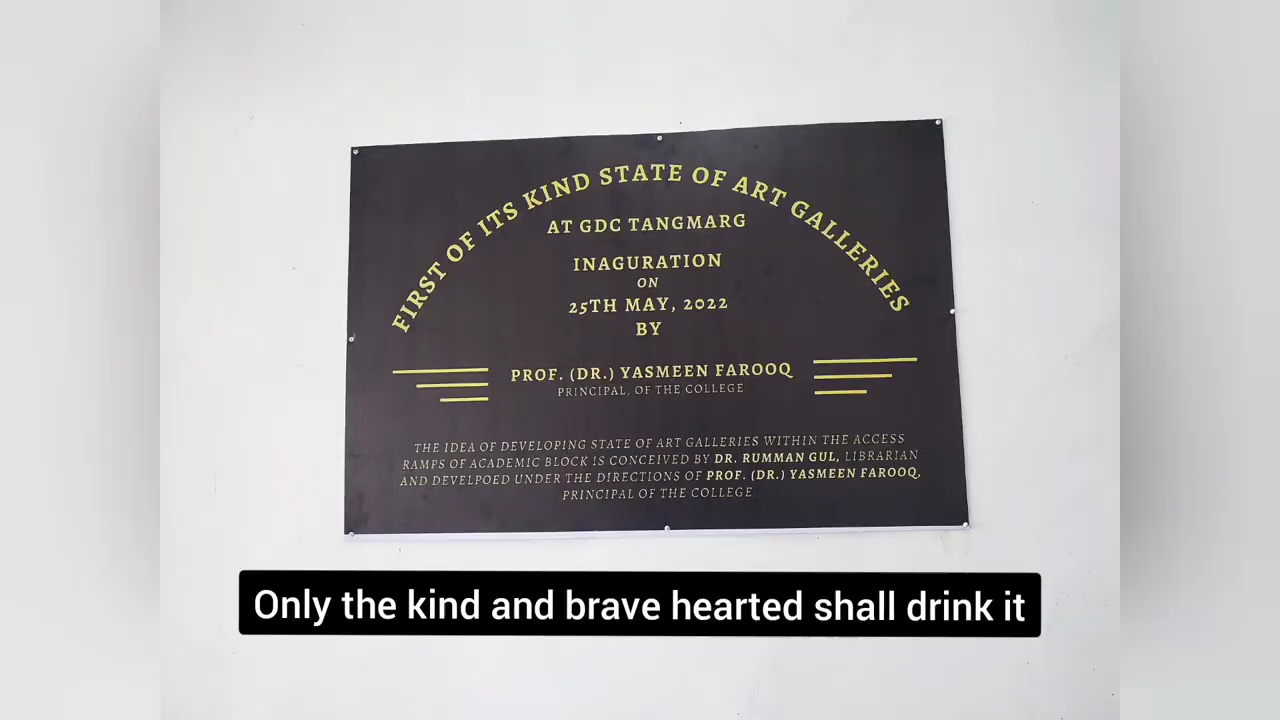 FIRST OF ITS KIND STATE OF ART GALLERIES
AT GDC TANGMARG
INAGURATION
ON
25TH MAY, 2022
BY
PROF. (DR.) YASMEEN FAROOQ
PRINCIPAL, OF THE COLLEGE
THE IDEA OF DEVELOPING STATE OF ART GALLERIES WITHIN THE ACCESS
RAMPS OF ACADEMIC BLOCK IS CONCEIVED BY DR. RUMMAN GUL, LIBRARIAN
AND DEVELPOED UNDER THE DIRECTIONS OF PROF. (DR.) YASMEEN FAROOQ,
PRINCIPAL OF THE COLLEGE
Only the kind and brave hearted shall drink it